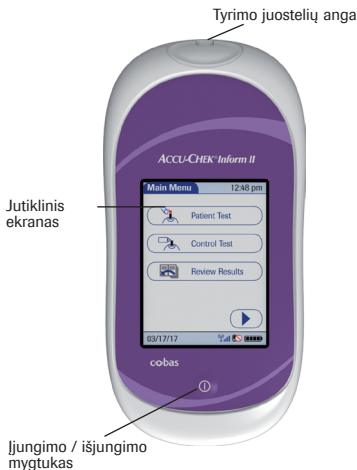 Tyrimo juostelių anga
ACCU-CHEK® Inform II
Main Menu 12:48 pm
Patient Test
Jutiklinis
ekranas
Control Test
Review Results
03/17/17
cobas
Įjungimo / išjungimo
mygtukas